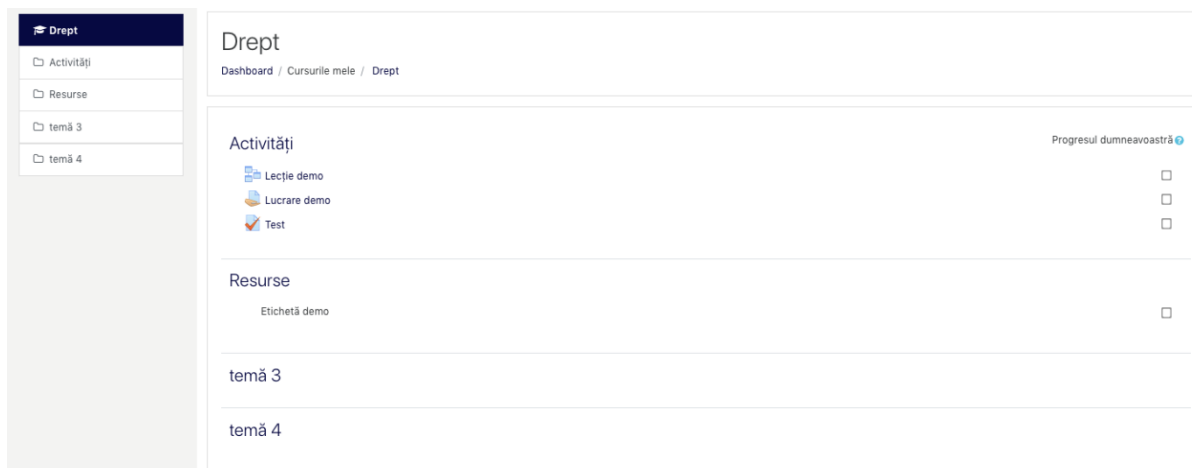 Drept
Activități
Resurse
temă 3
temă 4
Drept
Dashboard / Cursurile mele / Drept
Activități
Progresul dumneavoastră
Lecție demo
Lucrare demo
Test
Resurse
Etichetă demo
temă 3
temă 4